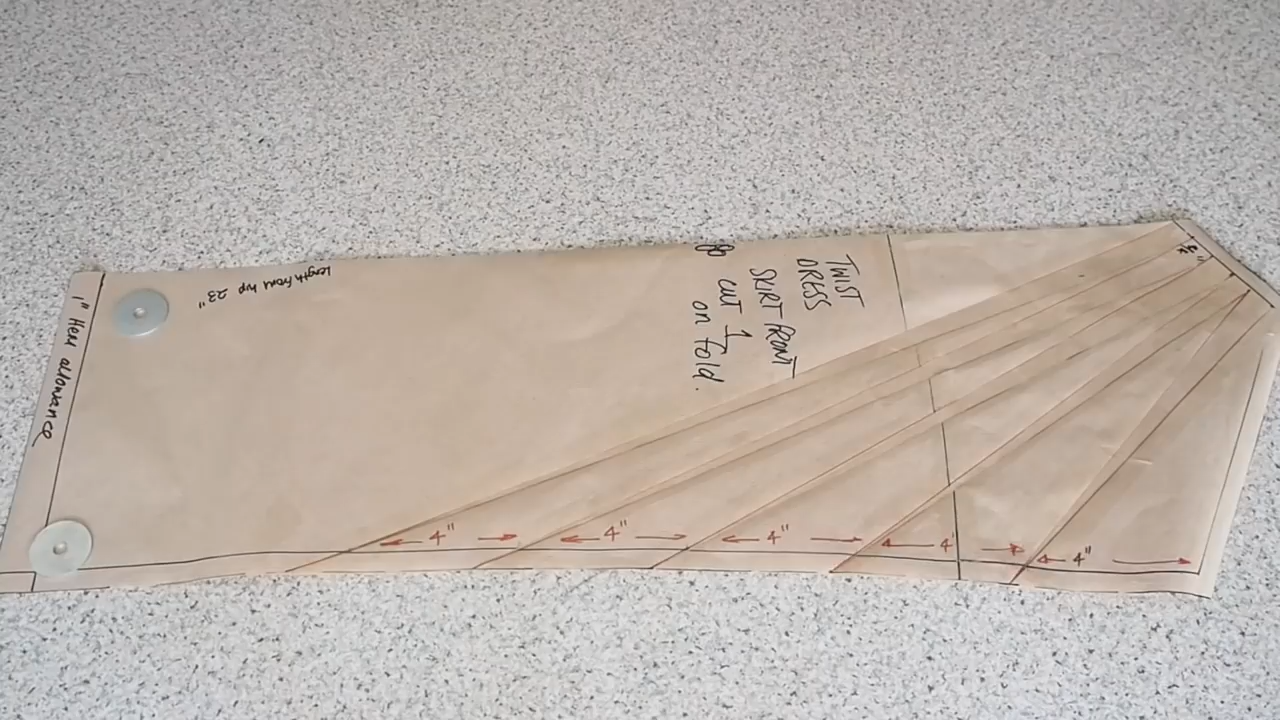 TWIST
DRESS
SKIRT FRONT
cut 1
on fold.
length from hip 23"
1" Hem allowance
4"
4"
4"
4"
4"